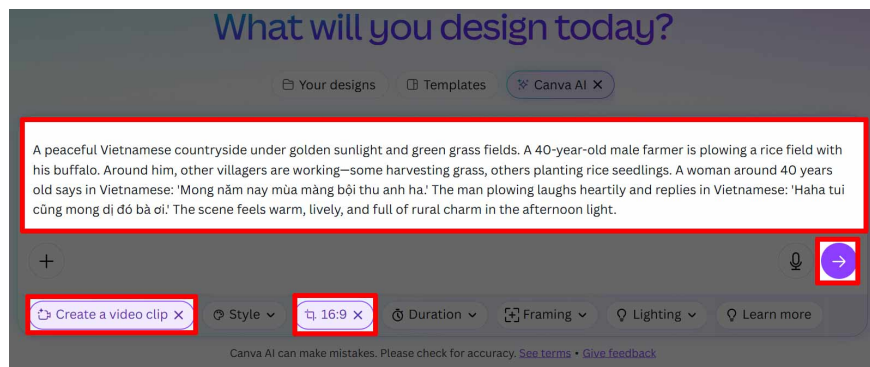 What will you design today?
Your designs Templates Canva AI
A peaceful Vietnamese countryside under golden sunlight and green grass fields. A 40-year-old male farmer is plowing a rice field with
his buffalo. Around him, other villagers are working—some harvesting grass, others planting rice seedlings. A woman around 40 years
old says in Vietnamese: 'Mong năm nay mùa màng bội thu anh ha.' The man plowing laughs heartily and replies in Vietnamese: 'Haha tui
cũng mong dị đó bà ơi.' The scene feels warm, lively, and full of rural charm in the afternoon light.
Create a video clip Style 16:9 Duration Framing Lighting Learn more
Canva AI can make mistakes. Please check for accuracy. See terms • Give feedback